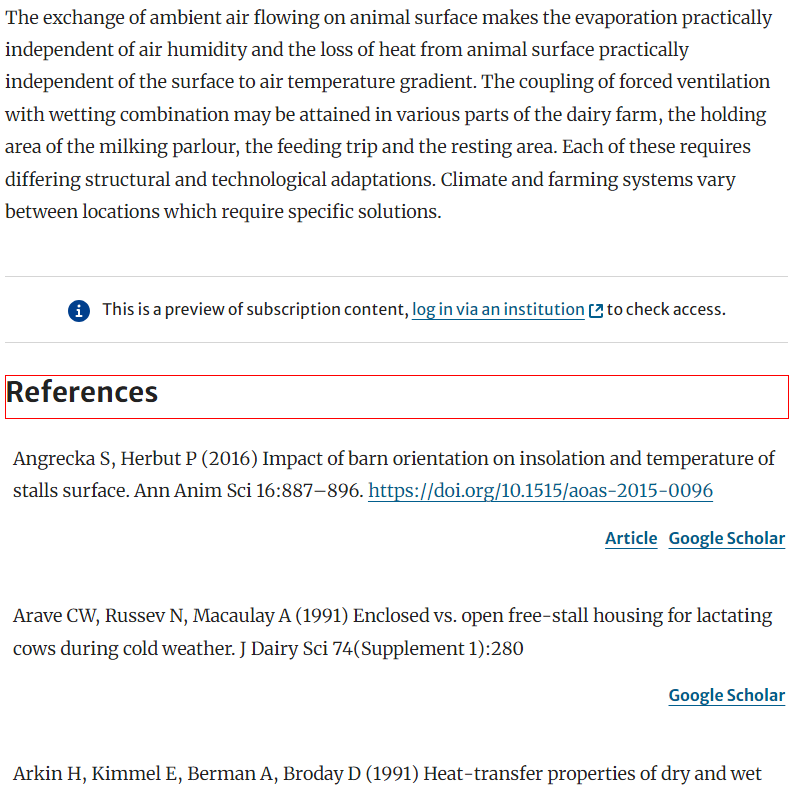 The exchange of ambient air flowing on animal surface makes the evaporation practically
independent of air humidity and the loss of heat from animal surface practically
independent of the surface to air temperature gradient. The coupling of forced ventilation
with wetting combination may be attained in various parts of the dairy farm, the holding
area of the milking parlour, the feeding trip and the resting area. Each of these requires
differing structural and technological adaptations. Climate and farming systems vary
between locations which require specific solutions.
This is a preview of subscription content, log in via an institution to check access.
References
Angrecka S, Herbut P (2016) Impact of barn orientation on insolation and temperature of
stalls surface. Ann Anim Sci 16:887–896. https://doi.org/10.1515/aoas-2015-0096
Article Google Scholar
Arave CW, Russev N, Macaulay A (1991) Enclosed vs. open free-stall housing for lactating
cows during cold weather. J Dairy Sci 74(Supplement 1):280
Google Scholar
Arkin H, Kimmel E, Berman A, Broday D (1991) Heat-transfer properties of dry and wet